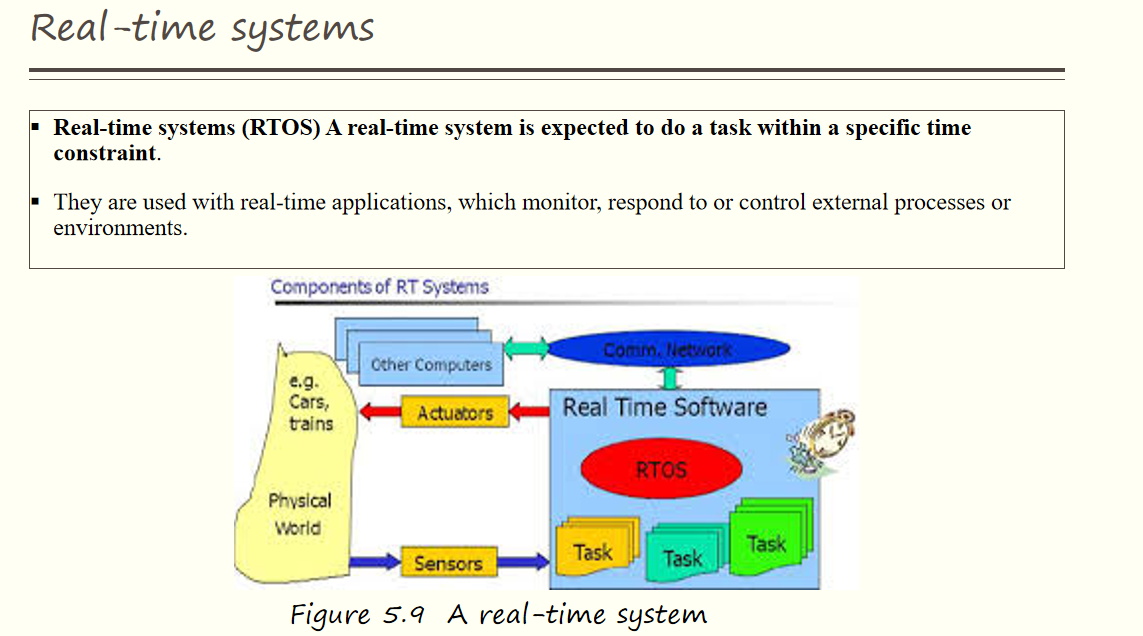 Real-time systems
▪ Real-time systems (RTOS) A real-time system is expected to do a task within a specific time
constraint.
▪ They are used with real-time applications, which monitor, respond to or control external processes or
environments.
Components of RT Systems
Other Computers
Comm. Network
e.g.
Cars,
trains
Actuators
Real Time Software
RTOS
Physical
World
Sensors
Task
Task
Task
Figure 5.9 A real-time system